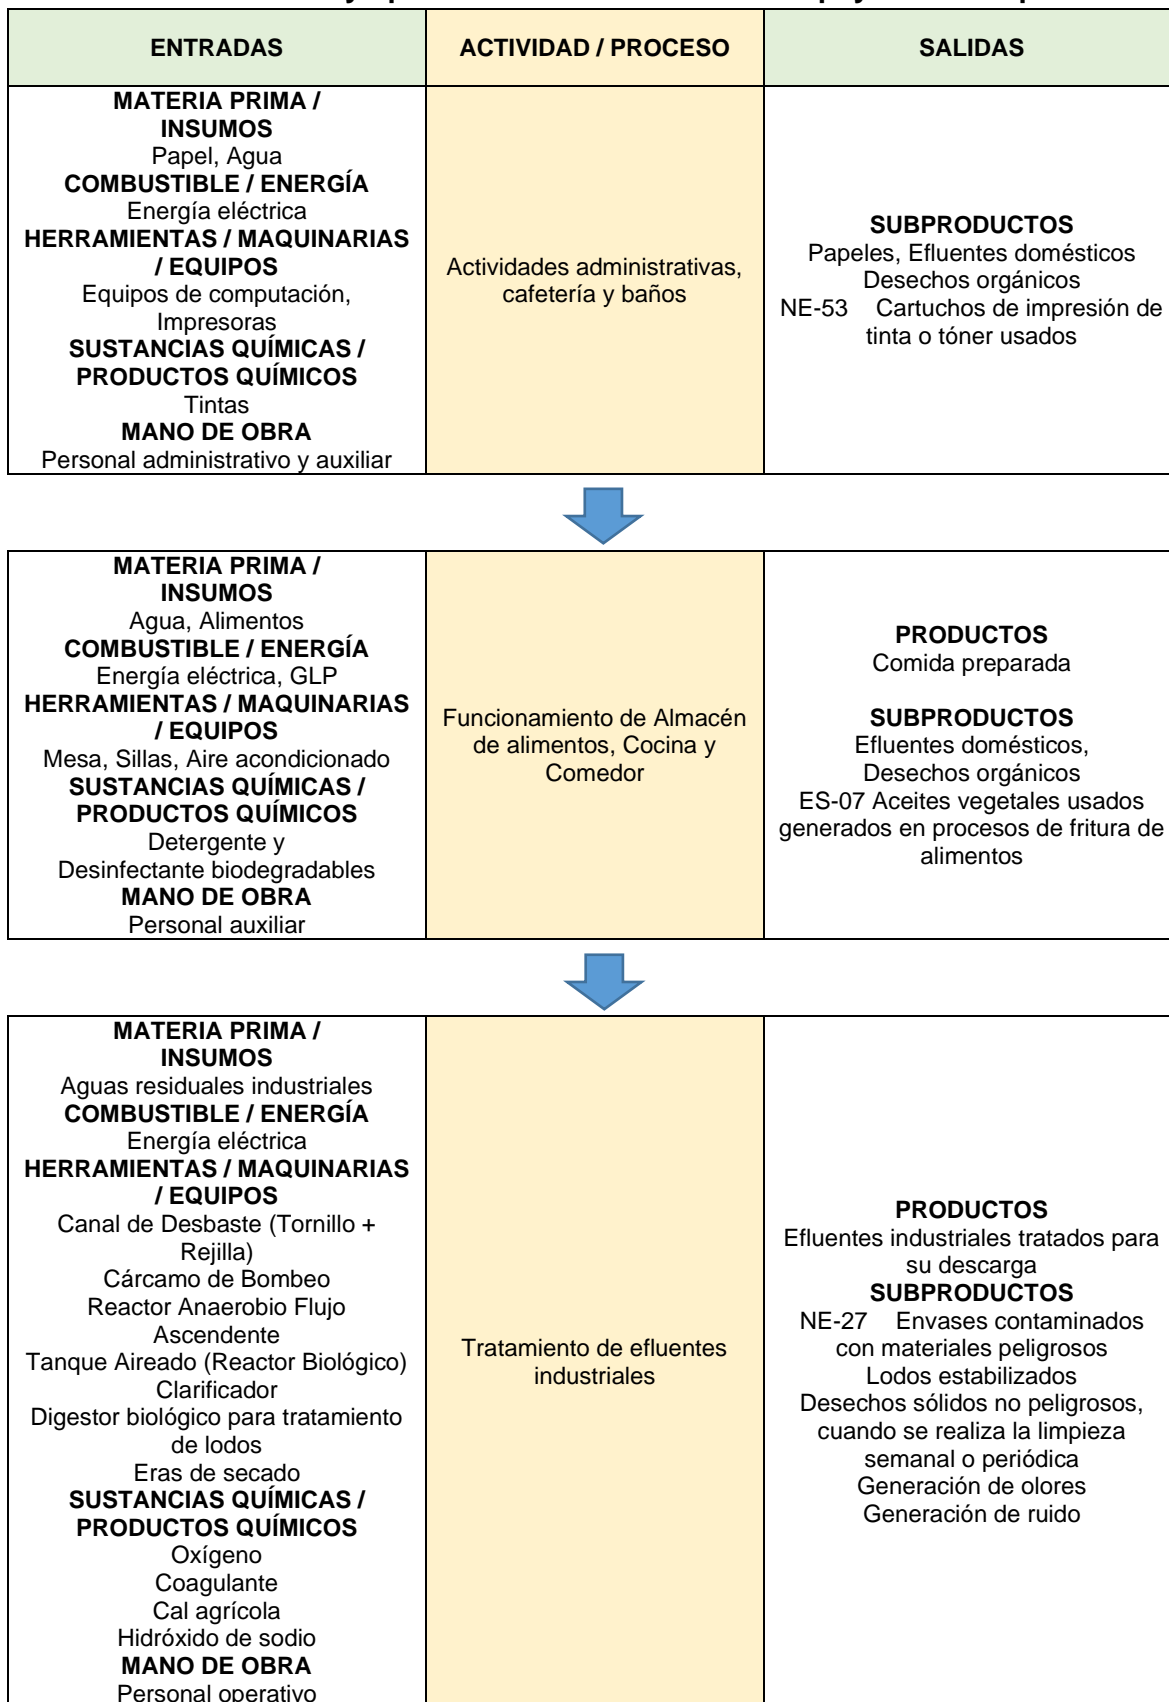 ENTRADAS
ACTIVIDAD / PROCESO
SALIDAS
MATERIA PRIMA /
INSUMOS
Papel, Agua
COMBUSTIBLE / ENERGÍA
Energía eléctrica
HERRAMIENTAS / MAQUINARIAS
/ EQUIPOS
Equipos de computación,
Impresoras
SUSTANCIAS QUÍMICAS /
PRODUCTOS QUÍMICOS
Tintas
MANO DE OBRA
Personal administrativo y auxiliar
Actividades administrativas,
cafetería y baños
SUBPRODUCTOS
Papeles, Efluentes domésticos
Desechos orgánicos
NE-53 Cartuchos de impresión de
tinta o tóner usados
MATERIA PRIMA /
INSUMOS
Agua, Alimentos
COMBUSTIBLE / ENERGÍA
Energía eléctrica, GLP
HERRAMIENTAS / MAQUINARIAS
/ EQUIPOS
Mesa, Sillas, Aire acondicionado
SUSTANCIAS QUÍMICAS /
PRODUCTOS QUÍMICOS
Detergente y
Desinfectante biodegradables
MANO DE OBRA
Personal auxiliar
Funcionamiento de Almacén
de alimentos, Cocina y
Comedor
PRODUCTOS
Comida preparada
SUBPRODUCTOS
Efluentes domésticos,
Desechos orgánicos
ES-07 Aceites vegetales usados
generados en procesos de fritura de
alimentos
MATERIA PRIMA /
INSUMOS
Aguas residuales industriales
COMBUSTIBLE / ENERGÍA
Energía eléctrica
HERRAMIENTAS / MAQUINARIAS
/ EQUIPOS
Canal de Desbaste (Tornillo +
Rejilla)
Cárcamo de Bombeo
Reactor Anaerobio Flujo
Ascendente
Tanque Aireado (Reactor Biológico)
Clarificador
Digestor biológico para tratamiento
de lodos
Eras de secado
SUSTANCIAS QUÍMICAS /
PRODUCTOS QUÍMICOS
Oxígeno
Coagulante
Cal agrícola
Hidróxido de sodio
MANO DE OBRA
Personal operativo
Tratamiento de efluentes
industriales
PRODUCTOS
Efluentes industriales tratados para
su descarga
SUBPRODUCTOS
NE-27 Envases contaminados
con materiales peligrosos
Lodos estabilizados
Desechos sólidos no peligrosos,
cuando se realiza la limpieza
semanal o periódica
Generación de olores
Generación de ruido